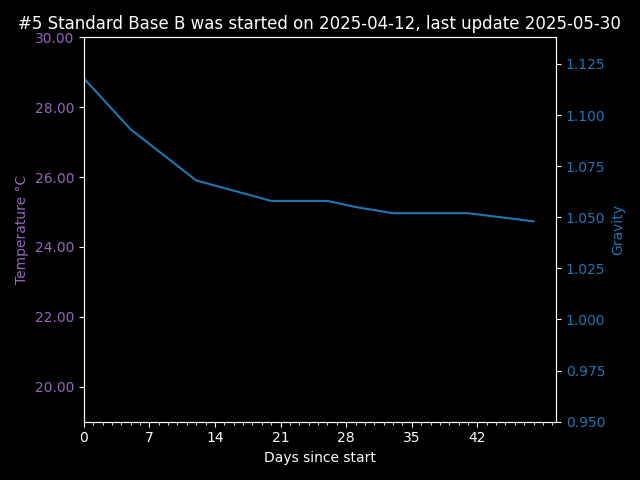 #5 Standard Base B was started on 2025-04-12, last update 2025-05-30
30.00
28.00
26.00
24.00
22.00
20.00
Temperature °C
1.125
1.100
1.075
1.050
1.025
1.000
0.975
0.950
Gravity
0 7 14 21 28 35 42
Days since start